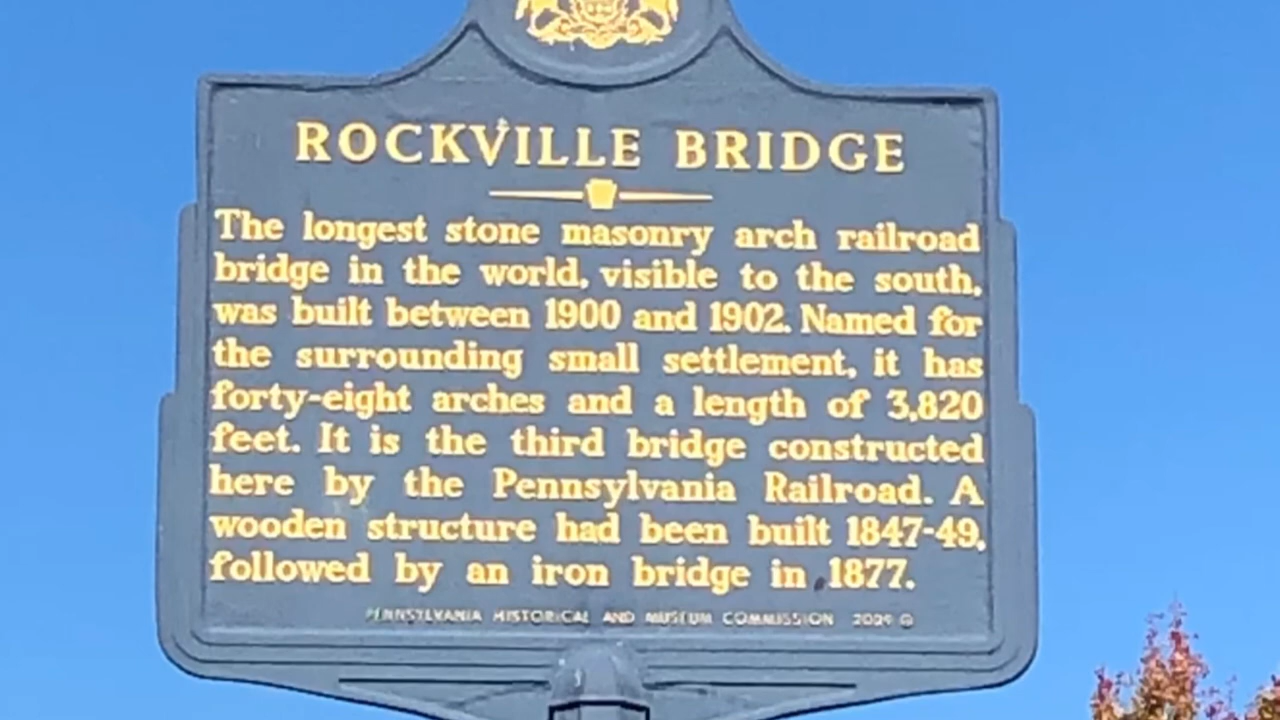 ROCKVILLE BRIDGE
The longest stone masonry arch railroad
bridge in the world, visible to the south,
was built between 1900 and 1902. Named for
the surrounding small settlement, it has
forty-eight arches and a length of 3,820
feet. It is the third bridge constructed
here by the Pennsylvania Railroad. A
wooden structure had been built 1847-49,
followed by an iron bridge in 1877.
PENNSYLVANIA HISTORICAL AND MUSEUM COMMISSION